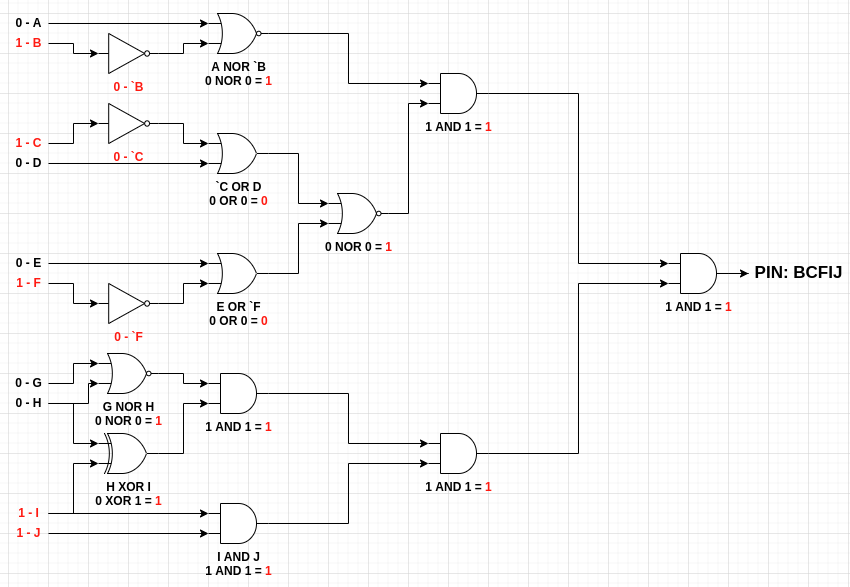 0 - A
1 - B
0 - `B
A NOR `B
0 NOR 0 = 1
1 AND 1 = 1
1 - C
0 - D
0 - `C
`C OR D
0 OR 0 = 0
0 NOR 0 = 1
0 - E
1 - F
0 - `F
E OR `F
0 OR 0 = 0
PIN: BCFIJ
1 AND 1 = 1
0 - G
0 - H
G NOR H
0 NOR 0 = 1
1 AND 1 = 1
H XOR I
0 XOR 1 = 1
1 AND 1 = 1
1 - I
1 - J
I AND J
1 AND 1 = 1